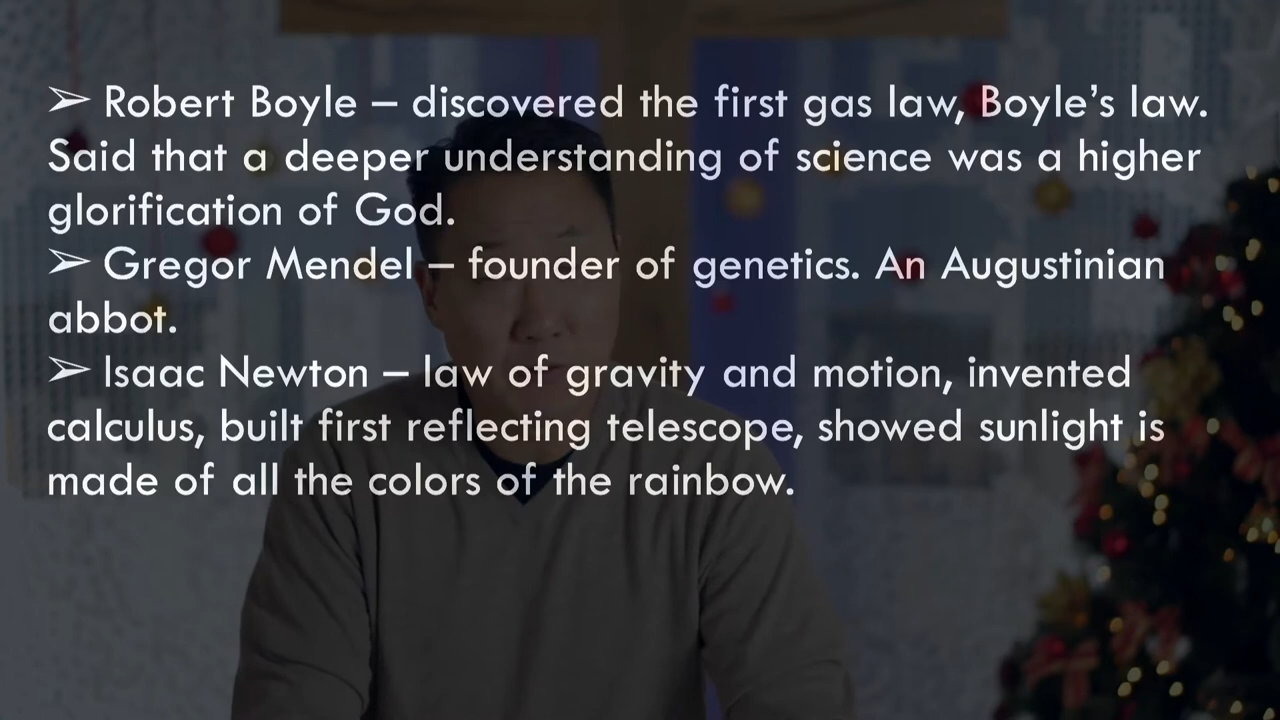 ➢ Robert Boyle – discovered the first gas law, Boyle’s law.
Said that a deeper understanding of science was a higher
glorification of God.
➢ Gregor Mendel – founder of genetics. An Augustinian
abbot.
➢ Isaac Newton – law of gravity and motion, invented
calculus, built first reflecting telescope, showed sunlight is
made of all the colors of the rainbow.